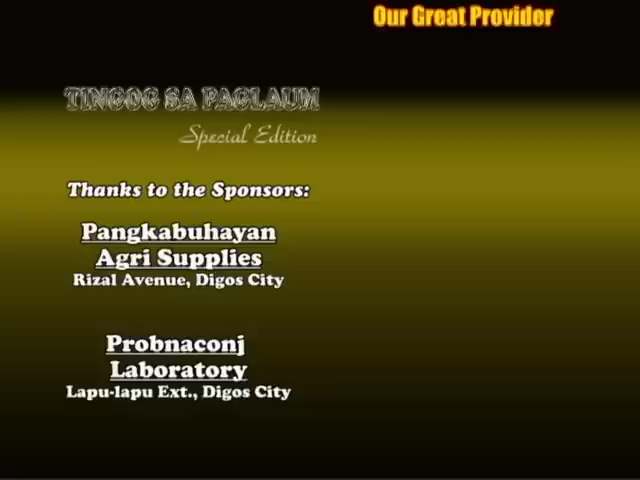 Our Great Provider
TINGOG SA PAGLAUM
Special Edition
Thanks to the Sponsors:
Pangkabuhayan
Agri Supplies
Rizal Avenue, Digos City
Probnaconj
Laboratory
Lapu-lapu Ext., Digos City